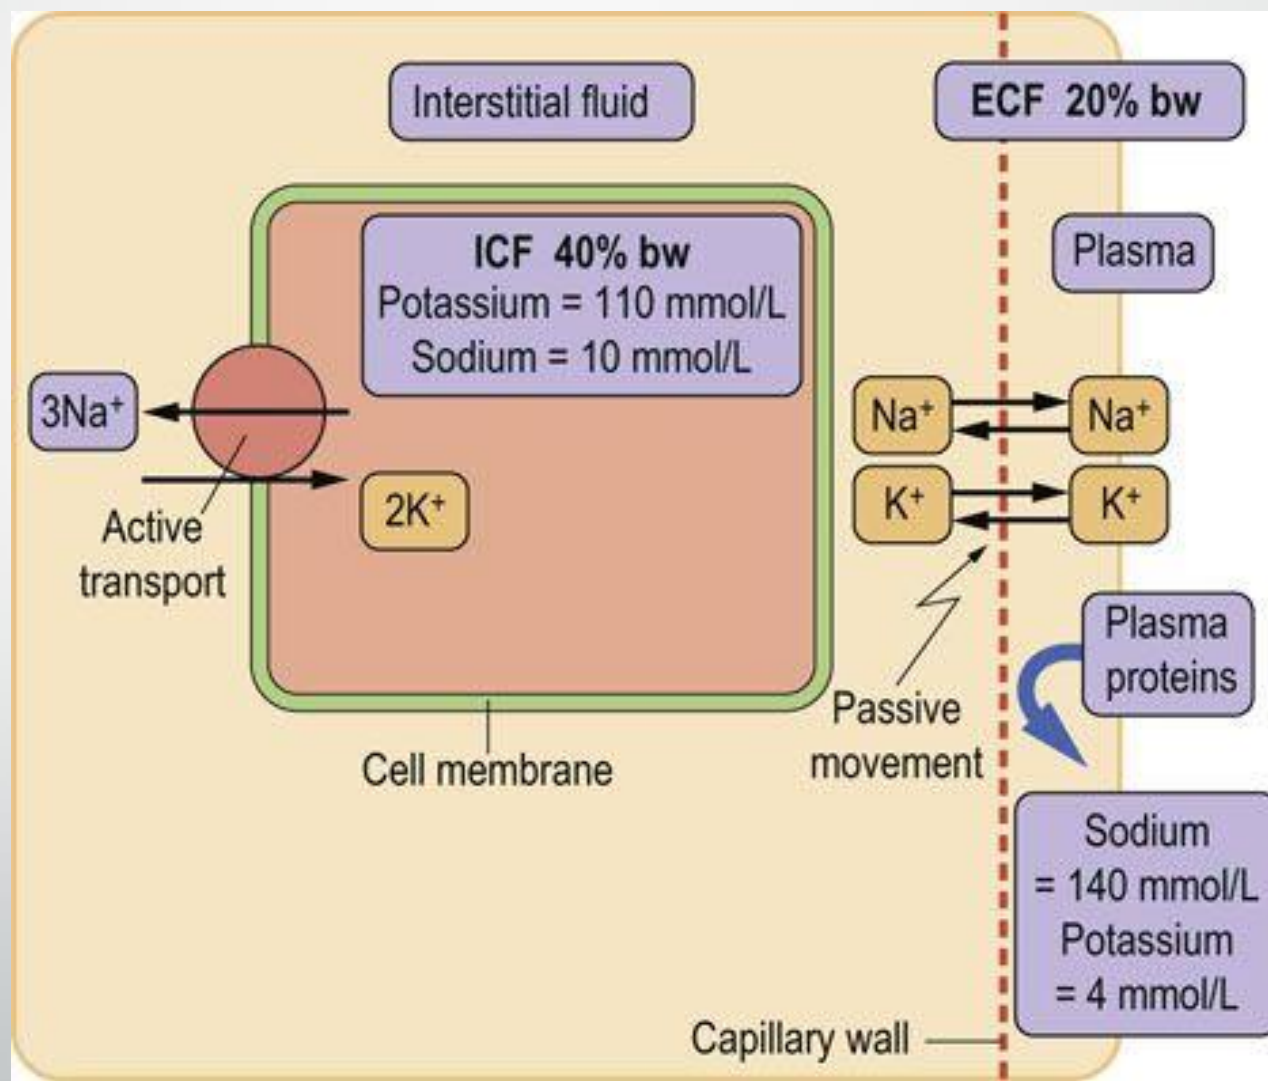 Interstitial fluid
ECF 20% bw
ICF 40% bw
Potassium = 110 mmol/L
Sodium = 10 mmol/L
Plasma
3Na⁺
Na⁺
Na⁺
2K⁺
K⁺
K⁺
Active
transport
Plasma
proteins
Passive
movement
Cell membrane
Sodium
= 140 mmol/L
Potassium
= 4 mmol/L
Capillary wall